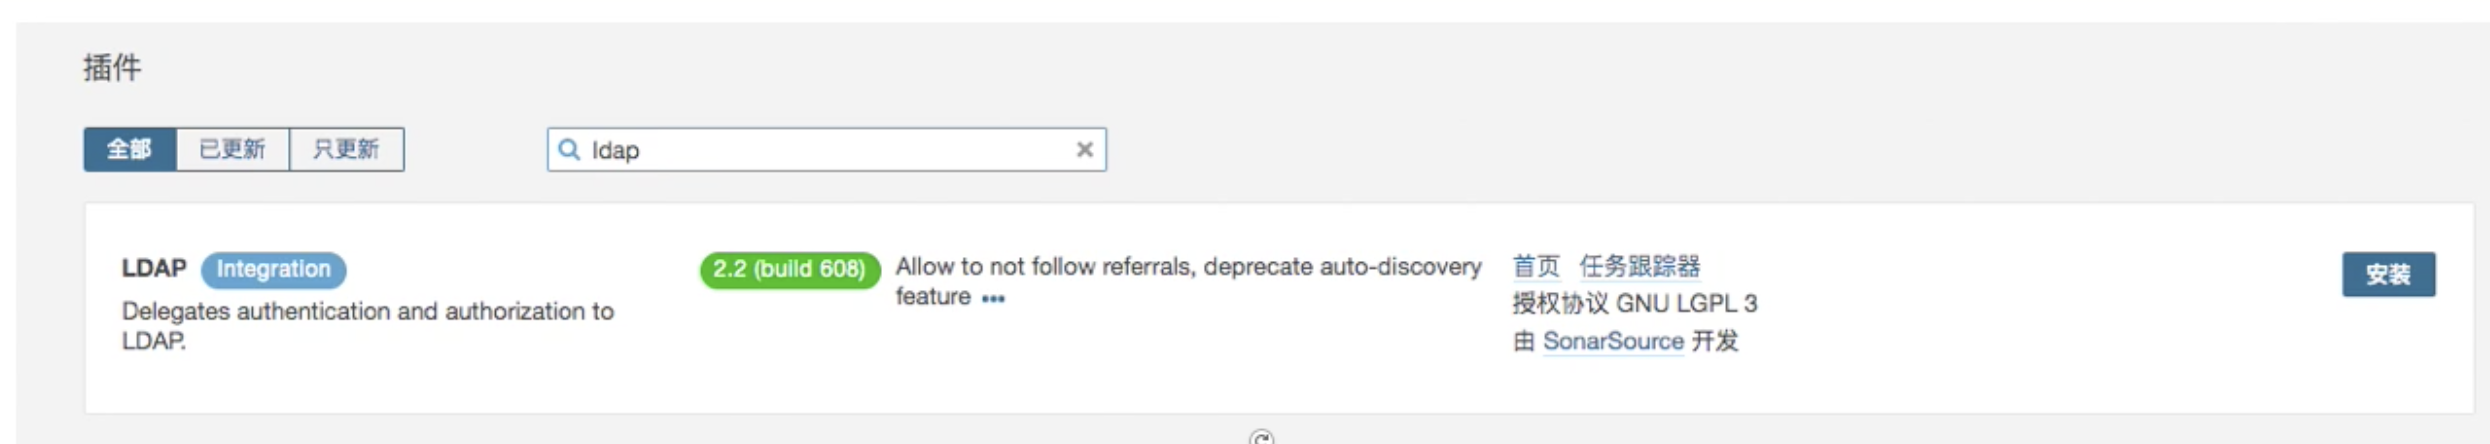 插件
全部 已更新 只更新 ldap
LDAP Integration
Delegates authentication and authorization to
LDAP.
2.2 (build 608) Allow to not follow referrals, deprecate auto-discovery
feature •••
首页 任务跟踪器
授权协议 GNU LGPL 3
由 SonarSource 开发
安装